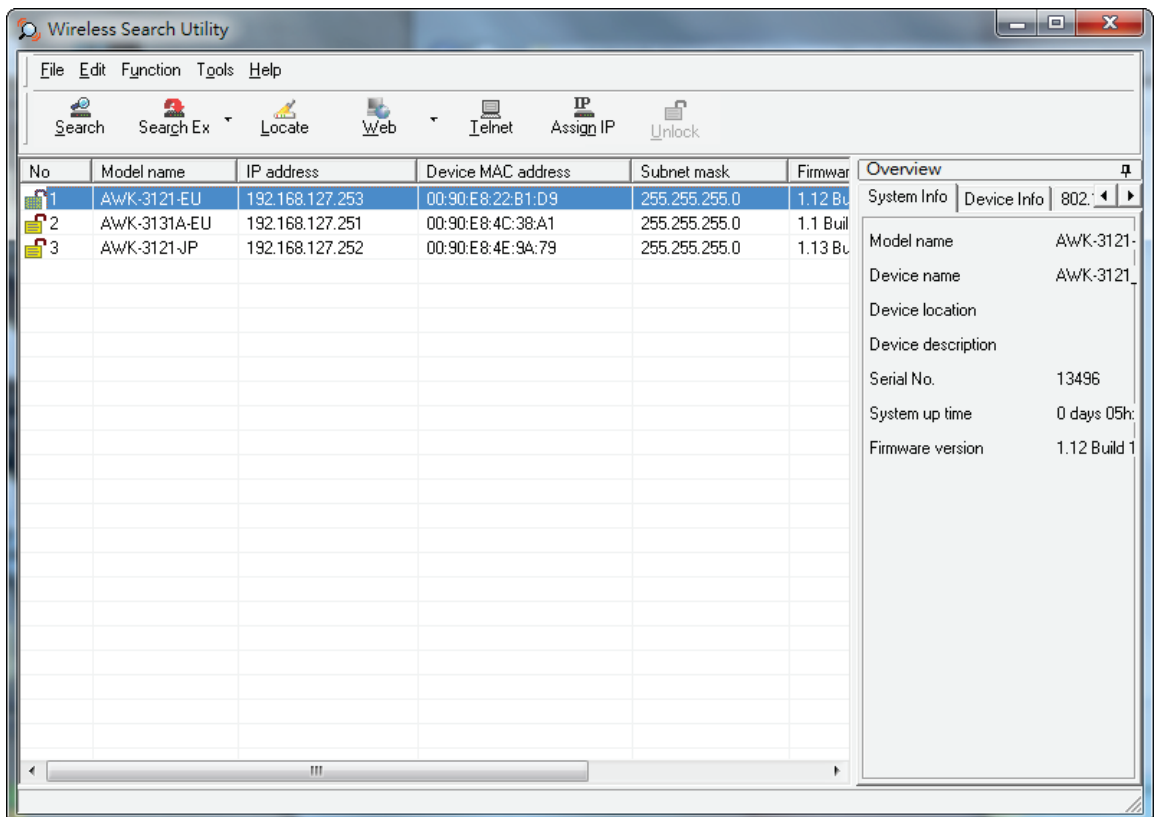 Wireless Search Utility
File Edit Function Tools Help
Search Search Ex Locate Web Telnet Assign IP Unlock
IP
No Model name IP address Device MAC address Subnet mask Firmwar
1 AWK-3121-EU 192.168.127.253 00:90:E8:22:B1:D9 255.255.255.0 1.12 Bu
2 AWK-3131A-EU 192.168.127.251 00:90:E8:4C:38:A1 255.255.255.0 1.1 Buil
3 AWK-3121-JP 192.168.127.252 00:90:E8:4E:9A:79 255.255.255.0 1.13 Bu
Overview
System Info Device Info 802.1
Model name AWK-3121-
Device name AWK-3121_
Device location
Device description
Serial No. 13496
System up time 0 days 05h:
Firmware version 1.12 Build 1